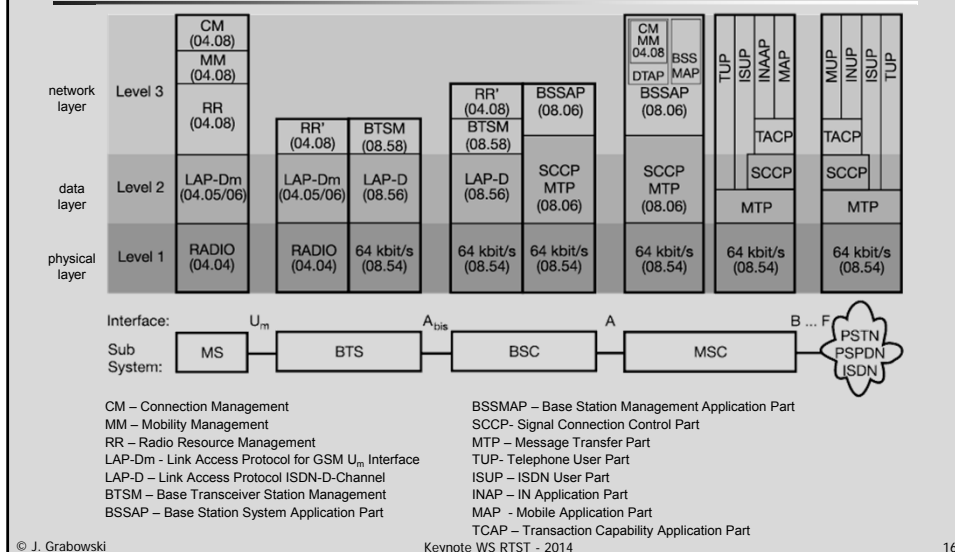 network layer
data layer
physical layer
Level 3
Level 2
Level 1
CM
(04.08)
MM
(04.08)
RR
(04.08)
LAP-Dm
(04.05/06)
RADIO
(04.04)
RR'
(04.08)
LAP-Dm
(04.05/06)
RADIO
(04.04)
BTSM
(08.58)
LAP-D
(08.56)
64 kbit/s
(08.54)
RR'
(04.08)
BTSM
(08.58)
LAP-D
(08.56)
64 kbit/s
(08.54)
BSSAP
(08.06)
SCCP
MTP
(08.06)
64 kbit/s
(08.54)
CM
MM
04.08
DTAP
BSS
MAP
BSSAP
(08.06)
SCCP
MTP
(08.06)
64 kbit/s
(08.54)
TUP
ISUP
INAAP
MAP
TACP
SCCP
MTP
64 kbit/s
(08.54)
MUP
INUP
ISUP
TUP
TACP
SCCP
MTP
64 kbit/s
(08.54)
Interface: Um Abis A B ... F
Sub
System:
MS
BTS
BSC
MSC
PSTN
PSPDN
ISDN
CM – Connection Management
MM – Mobility Management
RR – Radio Resource Management
LAP-Dm - Link Access Protocol for GSM Um Interface
LAP-D – Link Access Protocol ISDN-D-Channel
BTSM – Base Transceiver Station Management
BSSAP – Base Station System Application Part
BSSMAP – Base Station Management Application Part
SCCP- Signal Connection Control Part
MTP – Message Transfer Part
TUP- Telephone User Part
ISUP – ISDN User Part
INAP – IN Application Part
MAP - Mobile Application Part
TCAP – Transaction Capability Application Part
© J. Grabowski
Keynote WS RTST - 2014
16